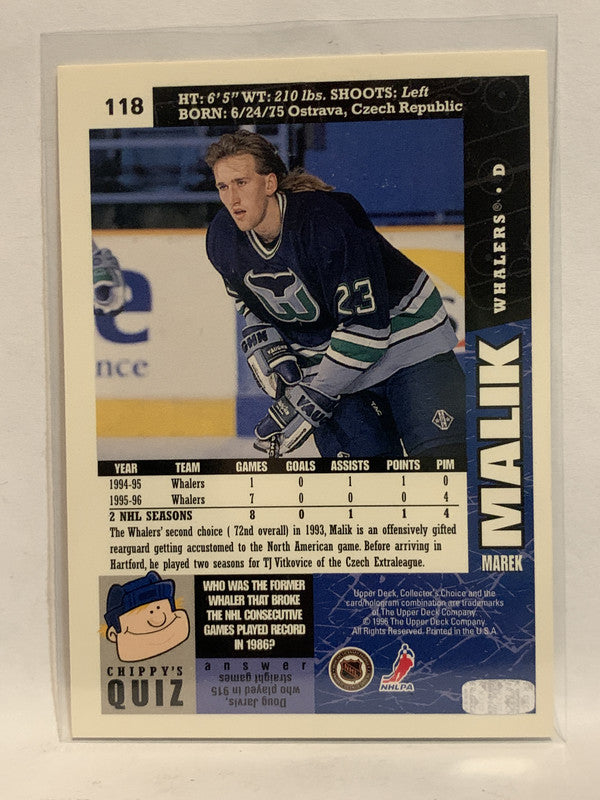 118
HT: 6'5" WT: 210 lbs. SHOOTS: Left
BORN: 6/24/75 Ostrava, Czech Republic
WHALERS® • D
MALIK
MAREK
23
nce
VAUGHN
YEAR TEAM GAMES GOALS ASSISTS POINTS PIM
1994-95 Whalers 1 0 1 1 0
1995-96 Whalers 7 0 0 0 4
2 NHL SEASONS 8 0 1 1 4
The Whalers' second choice ( 72nd overall) in 1993, Malik is an offensively gifted
rearguard getting accustomed to the North American game. Before arriving in
Hartford, he played two seasons for TJ Vitkovice of the Czech Extraleague.
WHO WAS THE FORMER
WHALER THAT BROKE
THE NHL CONSECUTIVE
GAMES PLAYED RECORD
IN 1986?
CHIPPY'S
QUIZ
answer
Doug Jarvis,
who played in 915
straight games
Upper Deck, Collector's Choice and the
card/hologram combination are trademarks
of The Upper Deck Company.
© 1996 The Upper Deck Company.
All Rights Reserved. Printed in the U.S.A
NHLPA